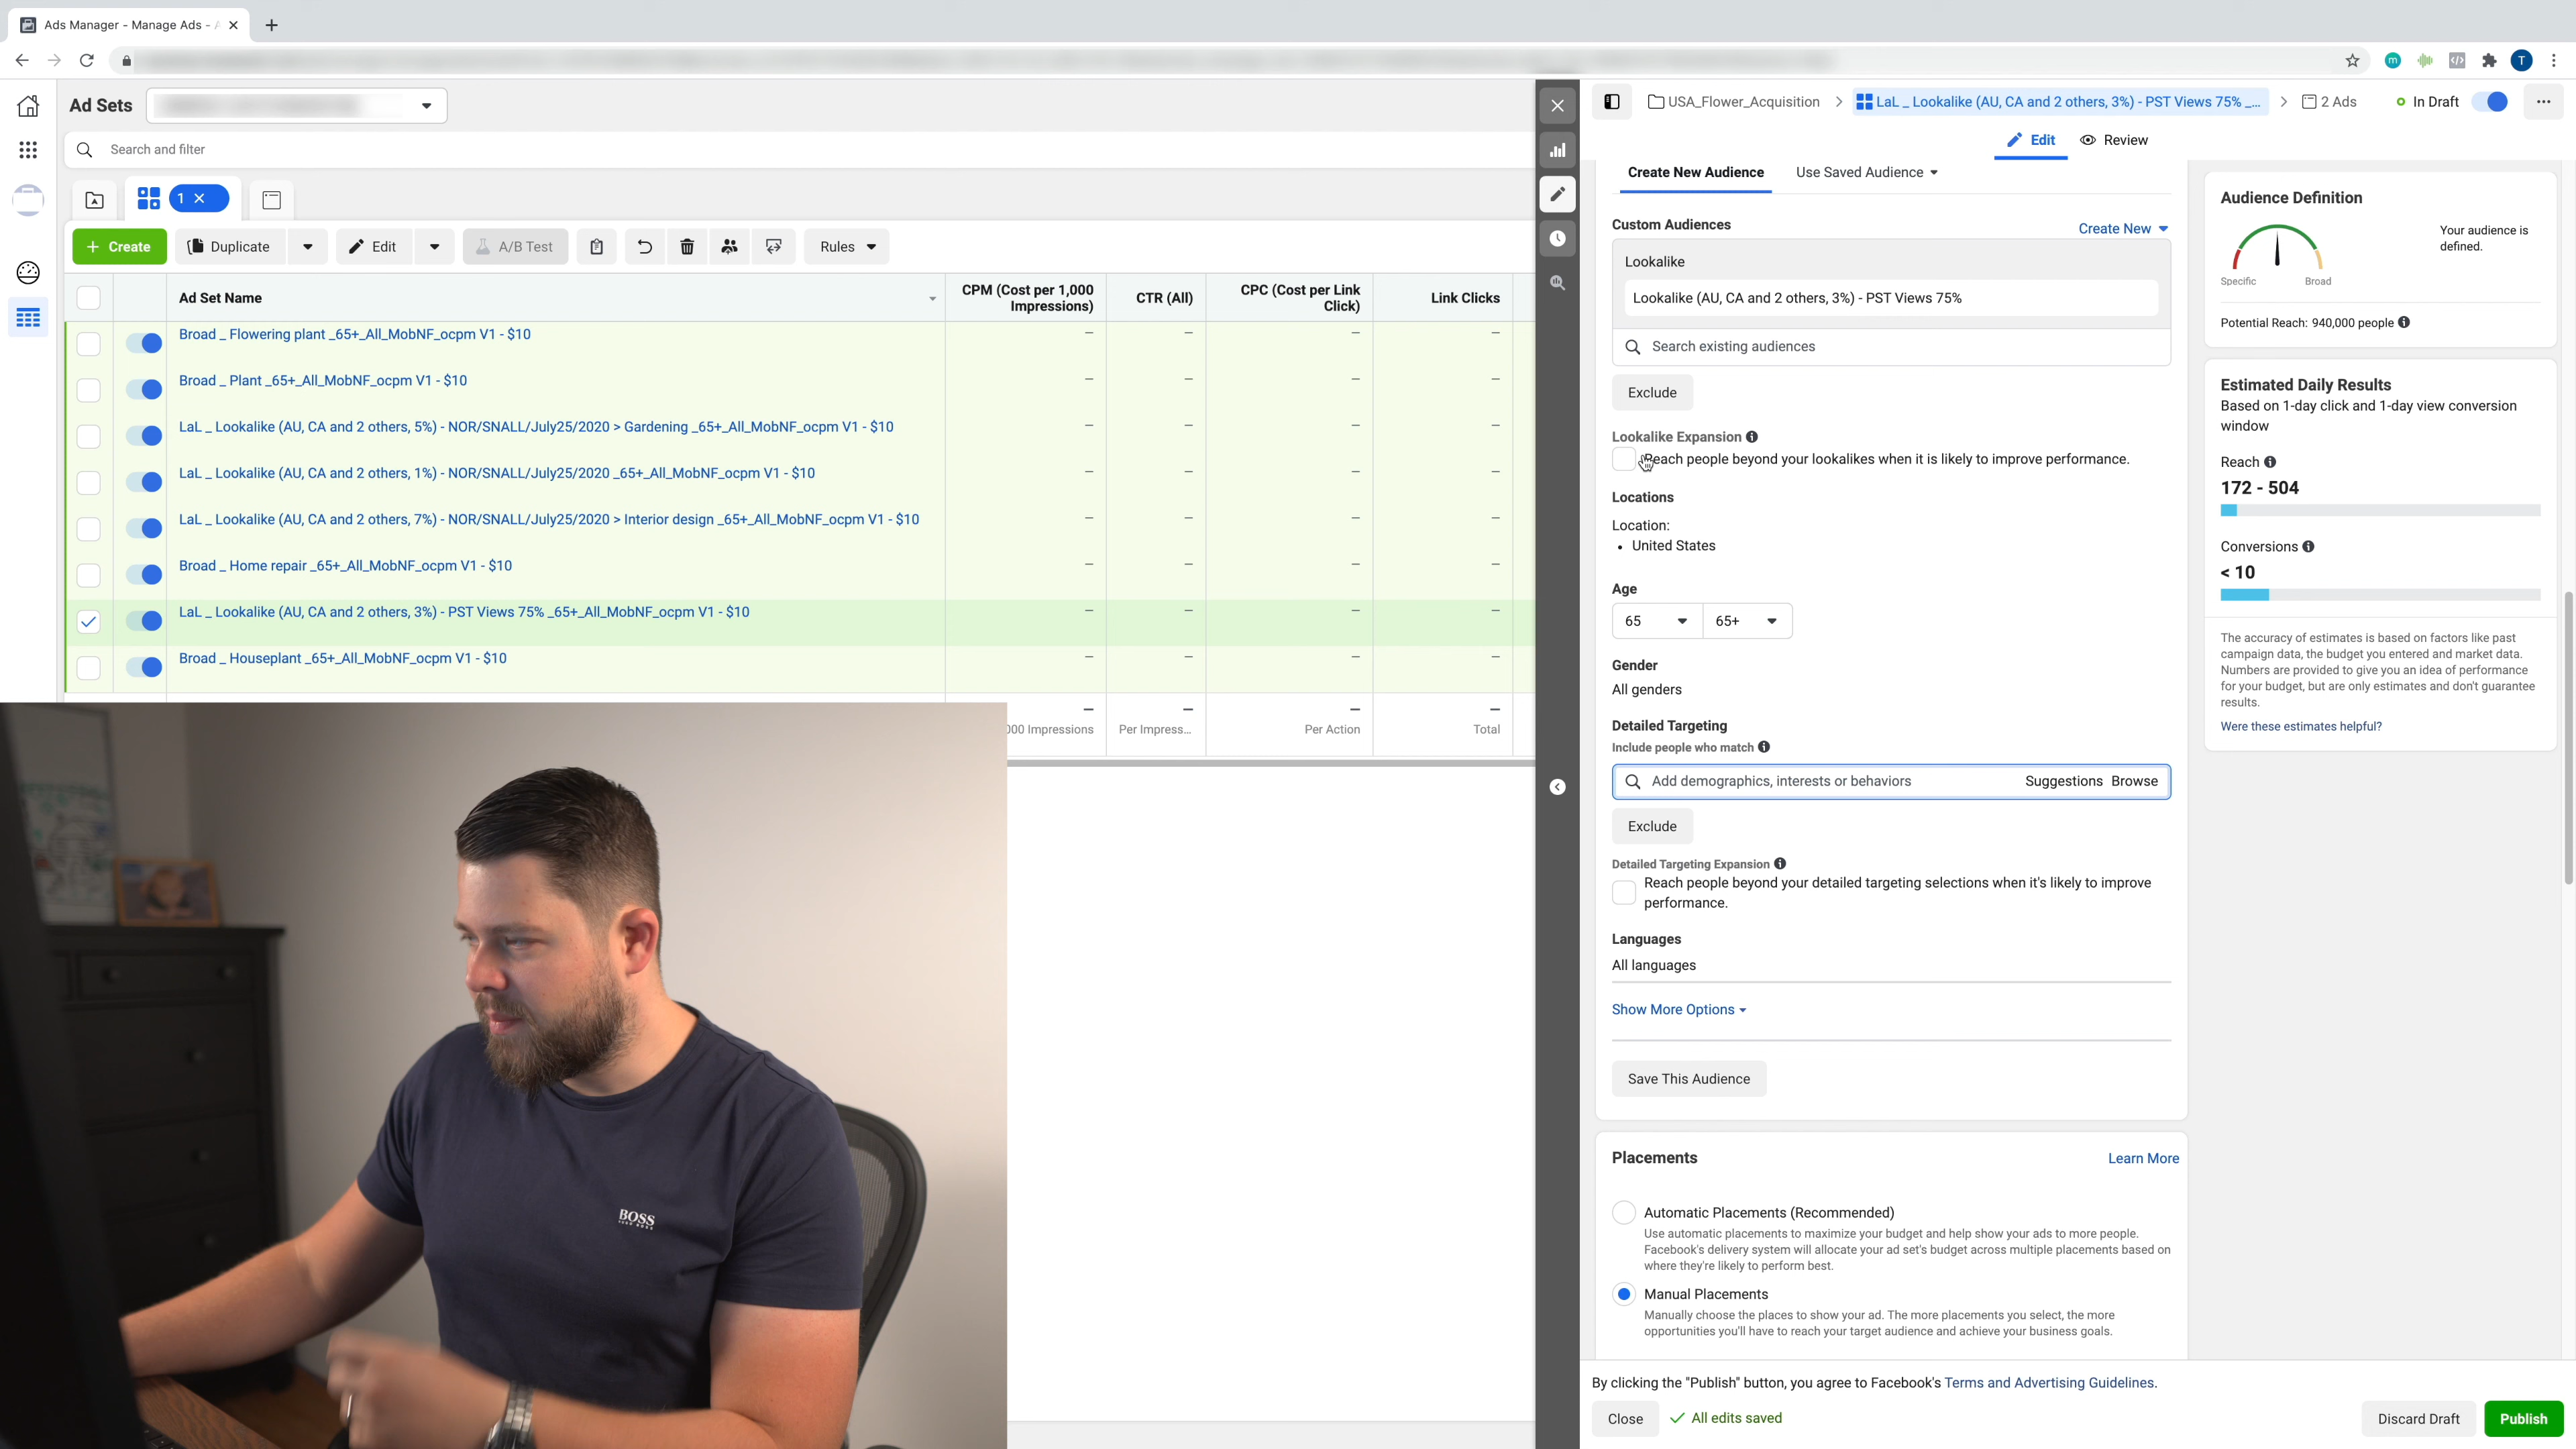 Ads Manager - Manage Ads - A
T
Ad Sets
Search and filter
1
Create
Duplicate
Edit
A/B Test
Rules
Ad Set Name
CPM (Cost per 1,000
Impressions)
CTR (All)
CPC (Cost per Link
Click)
Link Clicks
Broad _ Flowering plant _65+_All_MobNF_ocpm V1 - $10
—
—
—
—
Broad _ Plant _65+_All_MobNF_ocpm V1 - $10
—
—
—
—
LaL _ Lookalike (AU, CA and 2 others, 5%) - NOR/SNALL/July25/2020 > Gardening _65+_All_MobNF_ocpm V1 - $10
—
—
—
—
LaL _ Lookalike (AU, CA and 2 others, 1%) - NOR/SNALL/July25/2020 _65+_All_MobNF_ocpm V1 - $10
—
—
—
—
LaL _ Lookalike (AU, CA and 2 others, 7%) - NOR/SNALL/July25/2020 > Interior design _65+_All_MobNF_ocpm V1 - $10
—
—
—
—
Broad _ Home repair _65+_All_MobNF_ocpm V1 - $10
—
—
—
—
LaL _ Lookalike (AU, CA and 2 others, 3%) - PST Views 75% _65+_All_MobNF_ocpm V1 - $10
—
—
—
—
Broad _ Houseplant _65+_All_MobNF_ocpm V1 - $10
—
—
—
—
—
—
—
—
000 Impressions
Per Impress...
Per Action
Total
BOSS
HUGO BOSS
USA_Flower_Acquisition
LaL _ Lookalike (AU, CA and 2 others, 3%) - PST Views 75% _...
2 Ads
In Draft
Edit
Review
Create New Audience
Use Saved Audience
Custom Audiences
Create New
Lookalike
Lookalike (AU, CA and 2 others, 3%) - PST Views 75%
Search existing audiences
Exclude
Lookalike Expansion
Reach people beyond your lookalikes when it is likely to improve performance.
Locations
Location:
• United States
Age
65
65+
Gender
All genders
Detailed Targeting
Include people who match
Add demographics, interests or behaviors
Suggestions
Browse
Exclude
Detailed Targeting Expansion
Reach people beyond your detailed targeting selections when it's likely to improve
performance.
Languages
All languages
Show More Options
Save This Audience
Placements
Learn More
Automatic Placements (Recommended)
Use automatic placements to maximize your budget and help show your ads to more people.
Facebook's delivery system will allocate your ad set's budget across multiple placements based on
where they're likely to perform best.
Manual Placements
Manually choose the places to show your ad. The more placements you select, the more
opportunities you'll have to reach your target audience and achieve your business goals.
By clicking the "Publish" button, you agree to Facebook's Terms and Advertising Guidelines.
Close
All edits saved
Discard Draft
Publish
Audience Definition
Your audience is
defined.
Specific
Broad
Potential Reach: 940,000 people
Estimated Daily Results
Based on 1-day click and 1-day view conversion
window
Reach
172 - 504
Conversions
< 10
The accuracy of estimates is based on factors like past
campaign data, the budget you entered and market data.
Numbers are provided to give you an idea of performance
for your budget, but are only estimates and don't guarantee
results.
Were these estimates helpful?